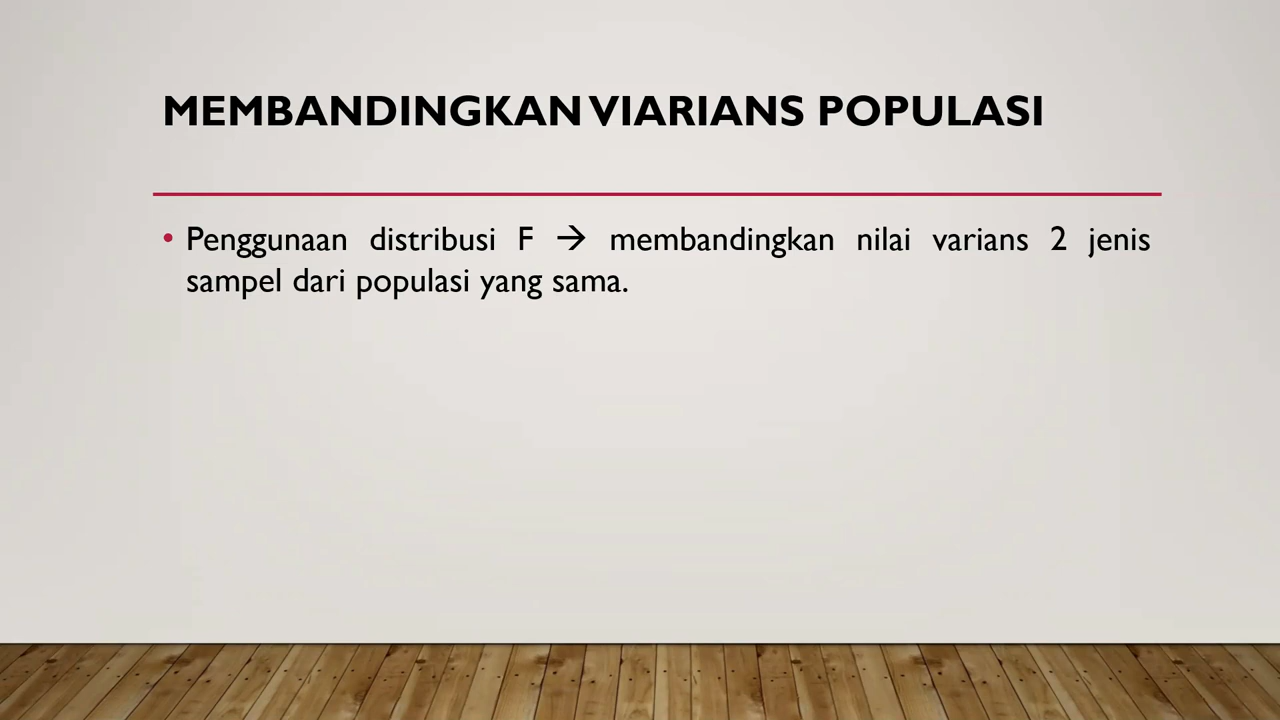 MEMBANDINGKAN VIARIANS POPULASI
• Penggunaan distribusi F → membandingkan nilai varians 2 jenis
sampel dari populasi yang sama.